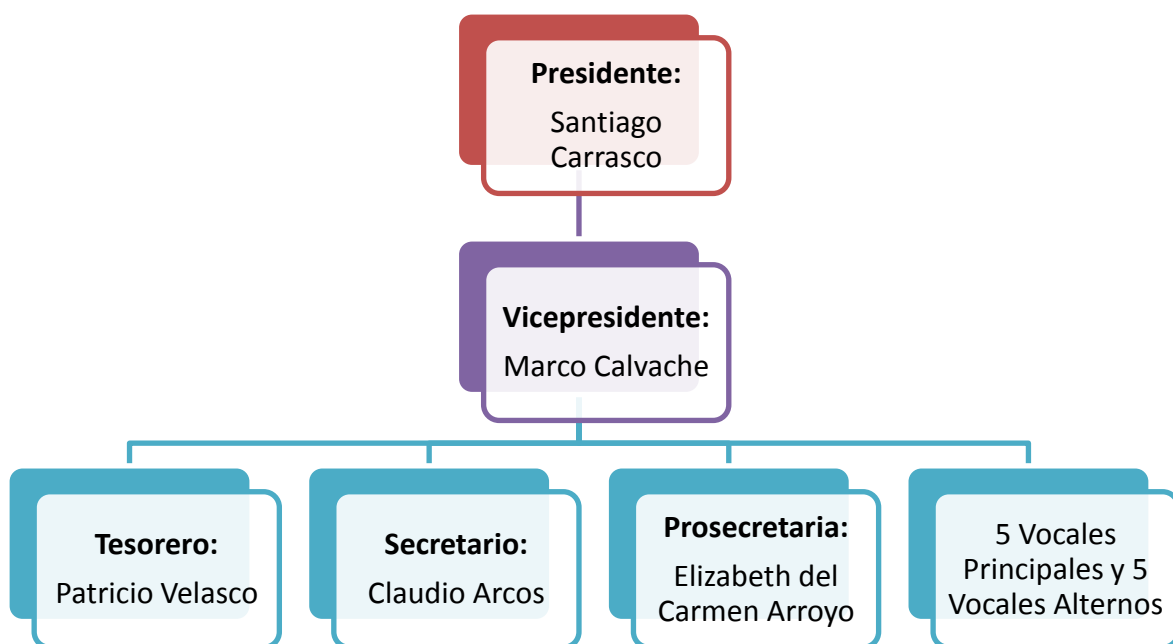 Presidente:
Santiago
Carrasco
Vicepresidente:
Marco Calvache
Tesorero:
Patricio Velasco
Secretario:
Claudio Arcos
Prosecretaria:
Elizabeth del
Carmen Arroyo
5 Vocales
Principales y 5
Vocales Alternos